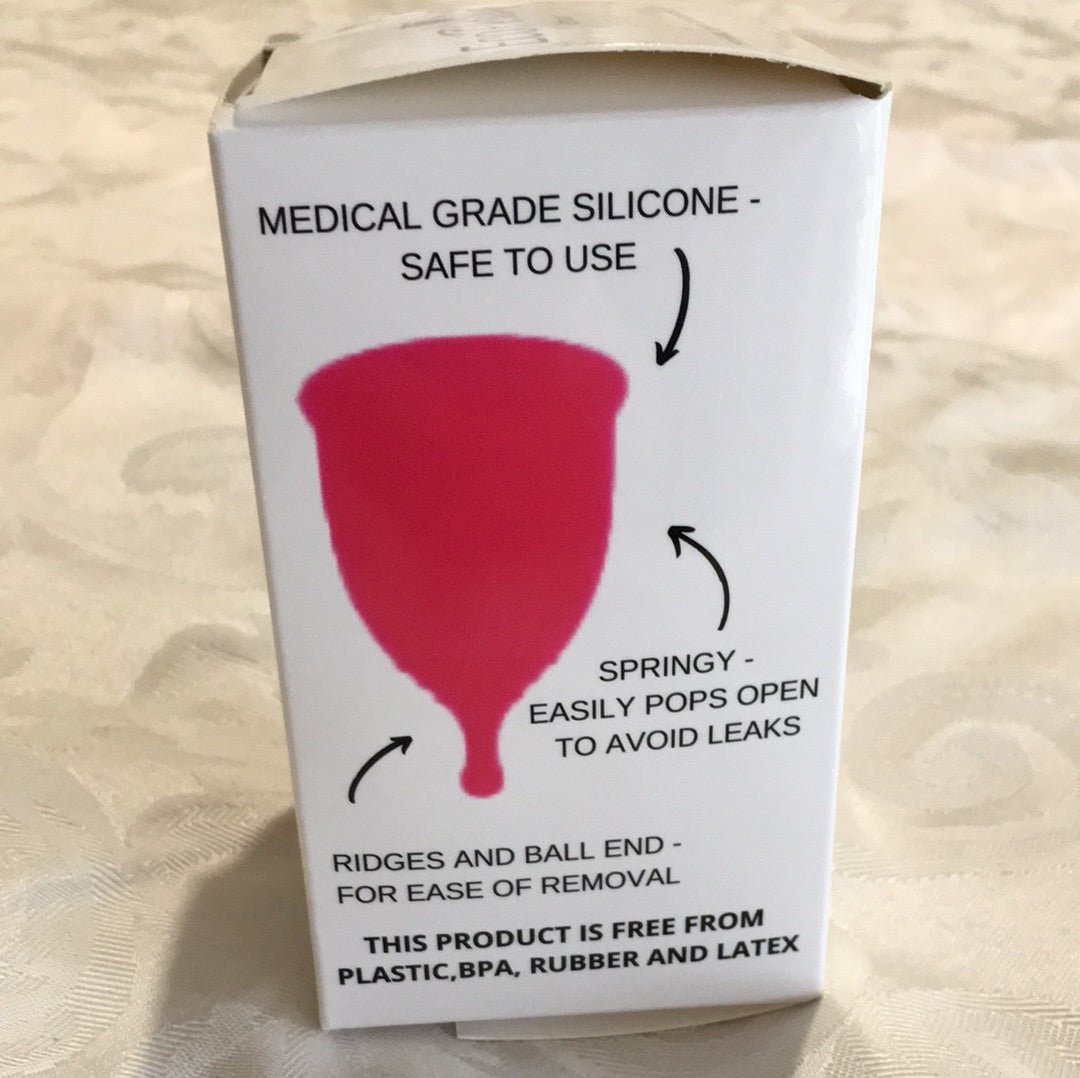 MEDICAL GRADE SILICONE -
SAFE TO USE
SPRINGY -
EASILY POPS OPEN
TO AVOID LEAKS
RIDGES AND BALL END -
FOR EASE OF REMOVAL
THIS PRODUCT IS FREE FROM
PLASTIC,BPA, RUBBER AND LATEX